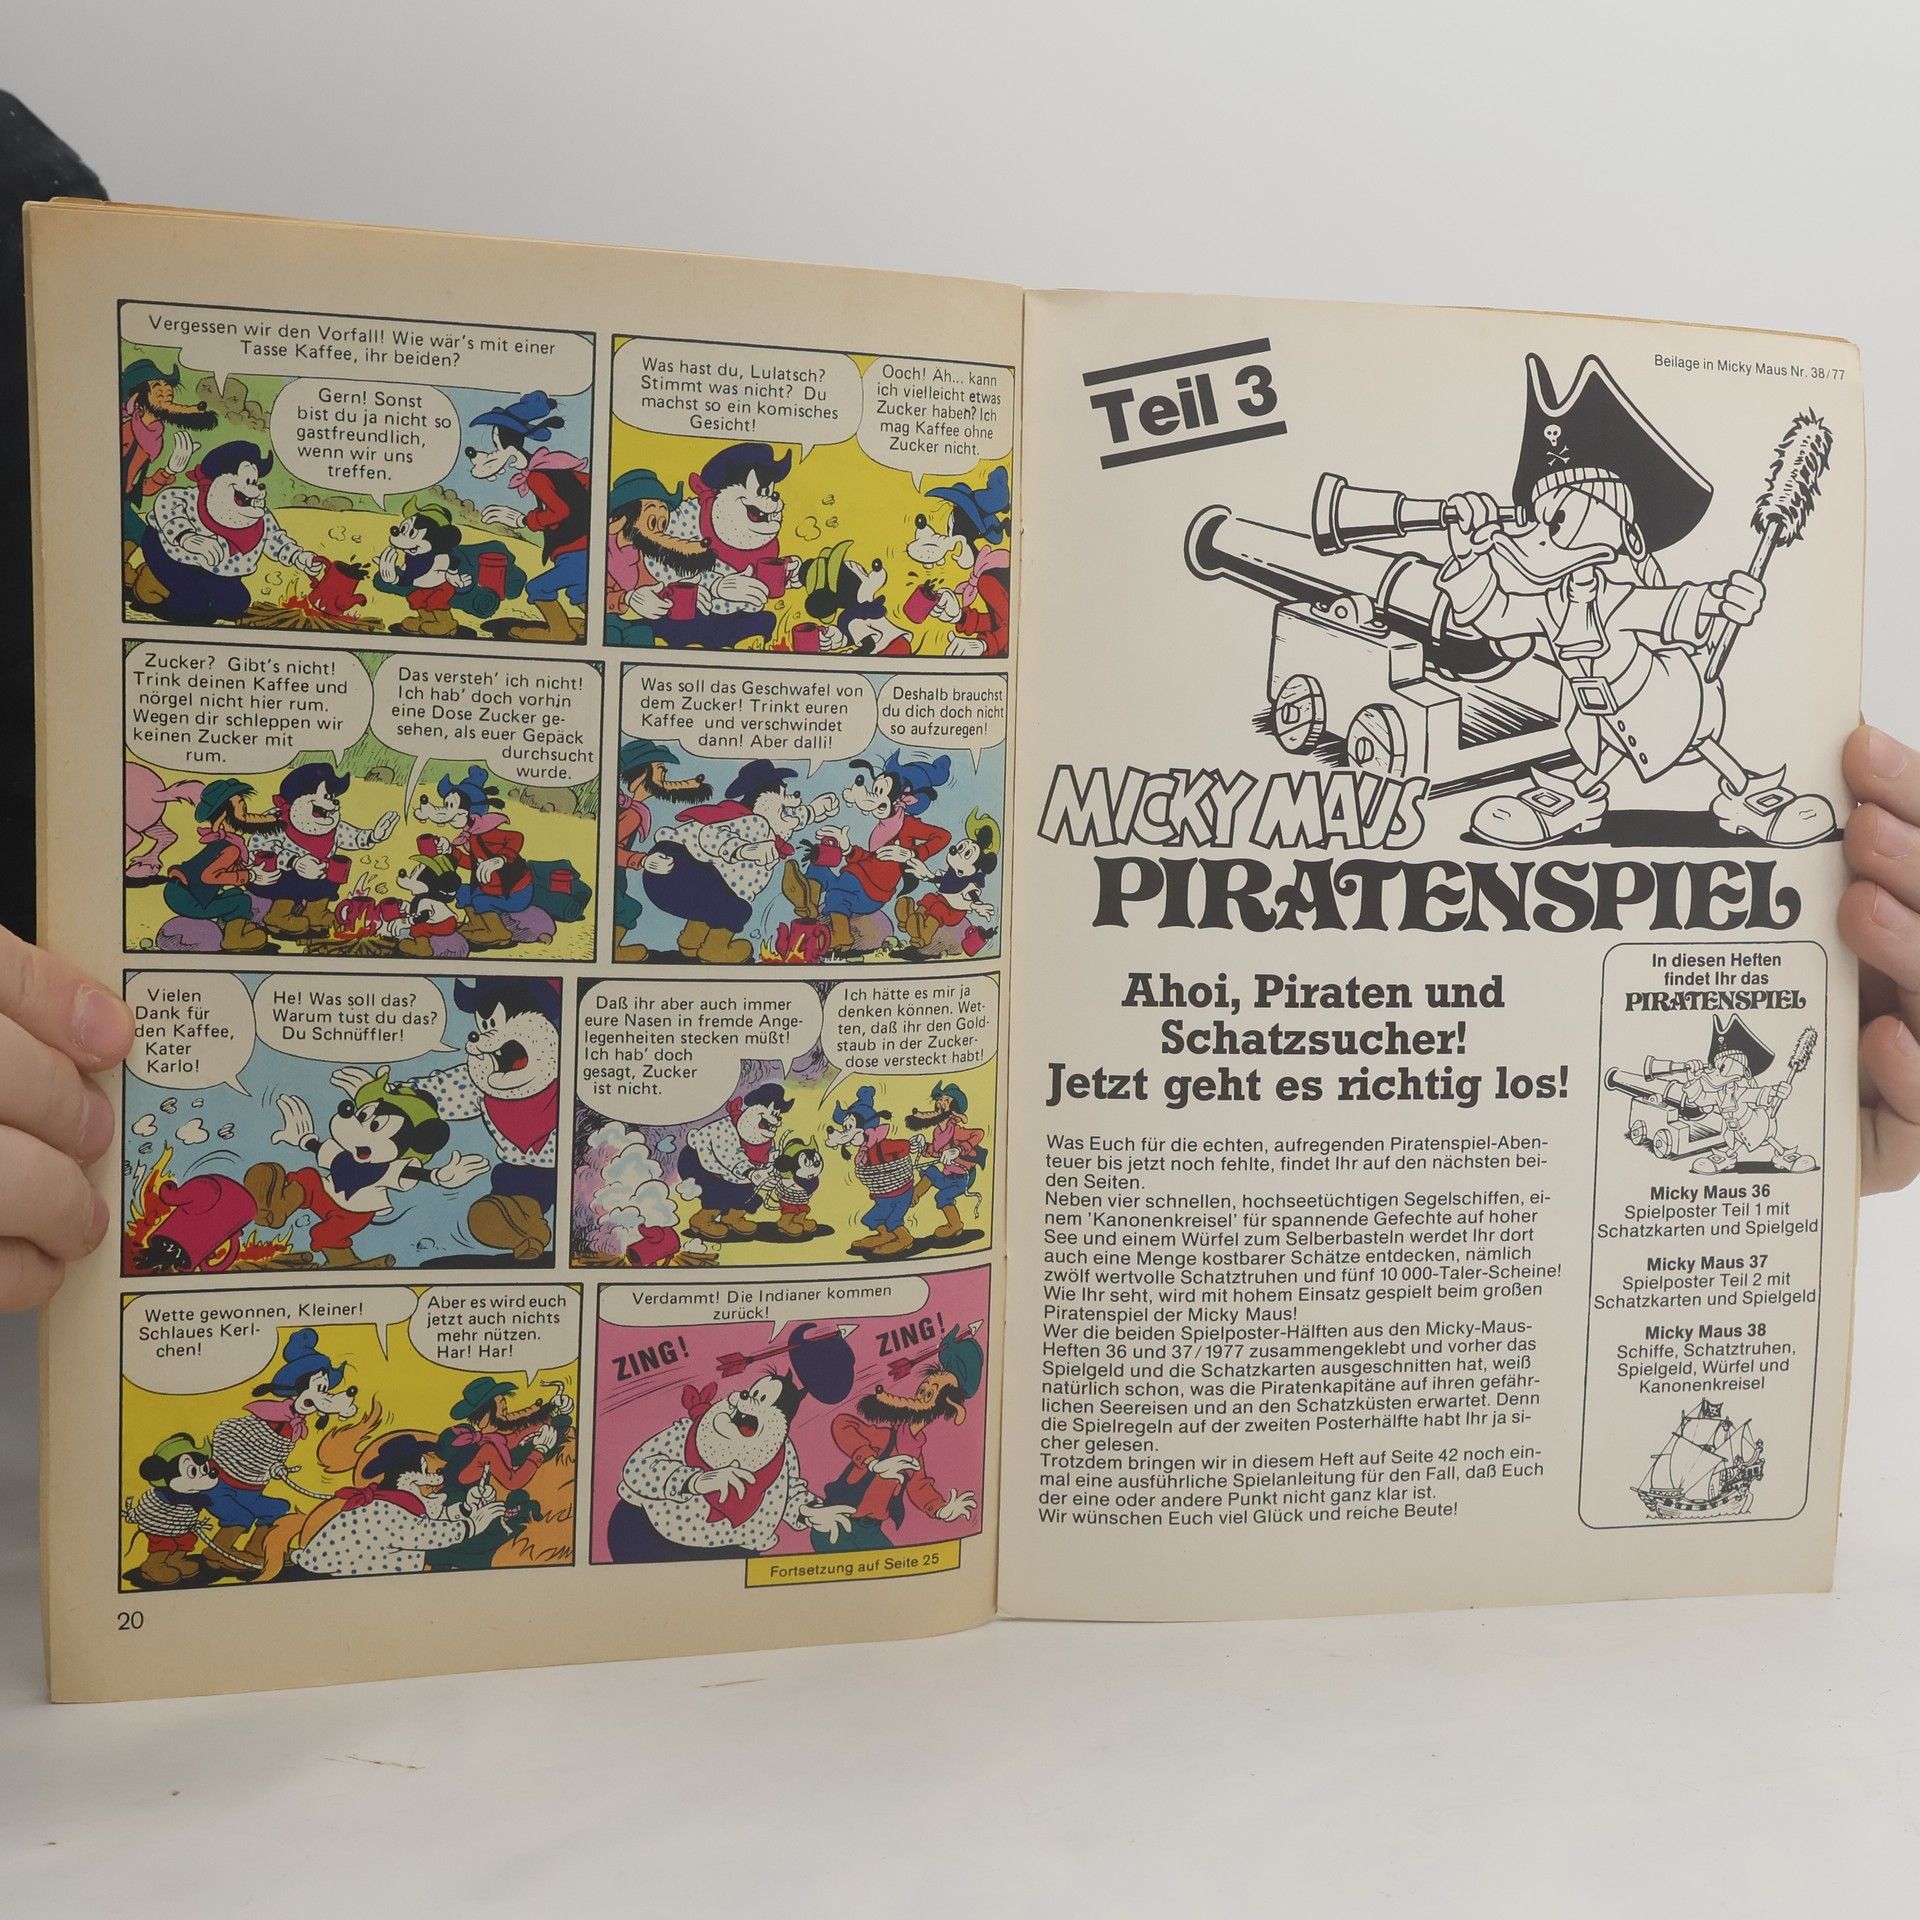 Vergessen wir den Vorfall! Wie wär's mit einer
Tasse Kaffee, ihr beiden?
Gern! Sonst
bist du ja nicht so
gastfreundlich,
wenn wir uns
treffen.
Was hast du, Lulatsch?
Stimmt was nicht? Du
machst so ein komisches
Gesicht!
Ooch! Äh... kann
ich vielleicht etwas
Zucker haben? Ich
mag Kaffee ohne
Zucker nicht.
Zucker? Gibt's nicht!
Trink deinen Kaffee und
nörgel nicht hier rum.
Wegen dir schleppen wir
keinen Zucker mit
rum.
Das versteh' ich nicht!
Ich hab' doch vorhin
eine Dose Zucker ge-
sehen, als euer Gepäck
durchsucht
wurde.
Was soll das Geschwafel von
dem Zucker! Trinkt euren
Kaffee und verschwindet
dann! Aber dalli!
Deshalb brauchst
du dich doch nicht
so aufzuregen!
Vielen
Dank für
den Kaffee,
Kater
Karlo!
He! Was soll das?
Warum tust du das?
Du Schnüffler!
Daß ihr aber auch immer
eure Nasen in fremde Ange-
legenheiten stecken müßt!
Ich hab' doch
gesagt, Zucker
ist nicht.
Ich hätte es mir ja
denken können. Wet-
ten, daß ihr den Gold-
staub in der Zucker-
dose versteckt habt!
Wette gewonnen, Kleiner!
Schlaues Kerl-
chen!
Aber es wird euch
jetzt auch nichts
mehr nützen.
Har! Har!
Verdammt! Die Indianer kommen
zurück!
ZING!
ZING!
Fortsetzung auf Seite 25
20
Teil 3
Beilage in Micky Maus Nr. 38/77
MICKY MAUS
PIRATENSPIEL
Ahoi, Piraten und
Schatzsucher!
Jetzt geht es richtig los!
Was Euch für die echten, aufregenden Piratenspiel-Aben-
teuer bis jetzt noch fehlte, findet Ihr auf den nächsten bei-
den Seiten.
Neben vier schnellen, hochseetüchtigen Segelschiffen, ei-
nem 'Kanonenkreisel' für spannende Gefechte auf hoher
See und einem Würfel zum Selberbasteln werdet Ihr dort
auch eine Menge kostbarer Schätze entdecken, nämlich
zwölf wertvolle Schatztruhen und fünf 10 000-Taler-Scheine!
Wie Ihr seht, wird mit hohem Einsatz gespielt beim großen
Piratenspiel der Micky Maus!
Wer die beiden Spielposter-Hälften aus den Micky-Maus-
Heften 36 und 37/1977 zusammengeklebt und vorher das
Spielgeld und die Schatzkarten ausgeschnitten hat, weiß
natürlich schon, was die Piratenkapitäne auf ihren gefähr-
lichen Seereisen und an den Schatzküsten erwartet. Denn
die Spielregeln auf der zweiten Posterhälfte habt Ihr ja si-
cher gelesen.
Trotzdem bringen wir in diesem Heft auf Seite 42 noch ein-
mal eine ausführliche Spielanleitung für den Fall, daß Euch
der eine oder andere Punkt nicht ganz klar ist.
Wir wünschen Euch viel Glück und reiche Beute!
In diesen Heften
findet Ihr das
PIRATENSPIEL
Micky Maus 36
Spielposter Teil 1 mit
Schatzkarten und Spielgeld
Micky Maus 37
Spielposter Teil 2 mit
Schatzkarten und Spielgeld
Micky Maus 38
Schiffe, Schatztruhen,
Spielgeld, Würfel und
Kanonenkreisel